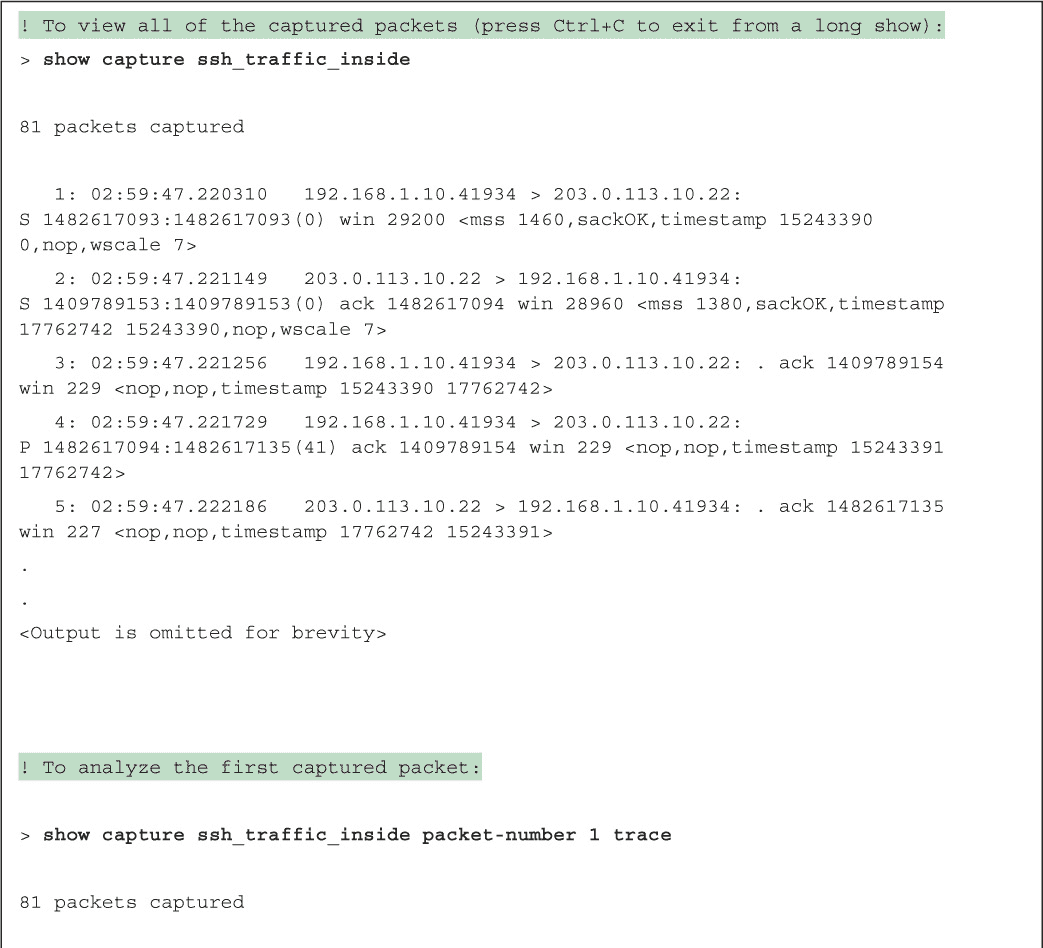 ! To view all of the captured packets (press Ctrl+C to exit from a long show):
> show capture ssh_traffic_inside
81 packets captured
1: 02:59:47.220310 192.168.1.10.41934 > 203.0.113.10.22:
S 1482617093:1482617093(0) win 29200 <mss 1460,sackOK,timestamp 15243390
0,nop,wscale 7>
2: 02:59:47.221149 203.0.113.10.22 > 192.168.1.10.41934:
S 1409789153:1409789153(0) ack 1482617094 win 28960 <mss 1380,sackOK,timestamp
17762742 15243390,nop,wscale 7>
3: 02:59:47.221256 192.168.1.10.41934 > 203.0.113.10.22: . ack 1409789154
win 229 <nop,nop,timestamp 15243390 17762742>
4: 02:59:47.221729 192.168.1.10.41934 > 203.0.113.10.22:
P 1482617094:1482617135(41) ack 1409789154 win 229 <nop,nop,timestamp 15243391
17762742>
5: 02:59:47.222186 203.0.113.10.22 > 192.168.1.10.41934: . ack 1482617135
win 227 <nop,nop,timestamp 17762742 15243391>
.
.
<Output is omitted for brevity>
! To analyze the first captured packet:
> show capture ssh_traffic_inside packet-number 1 trace
81 packets captured